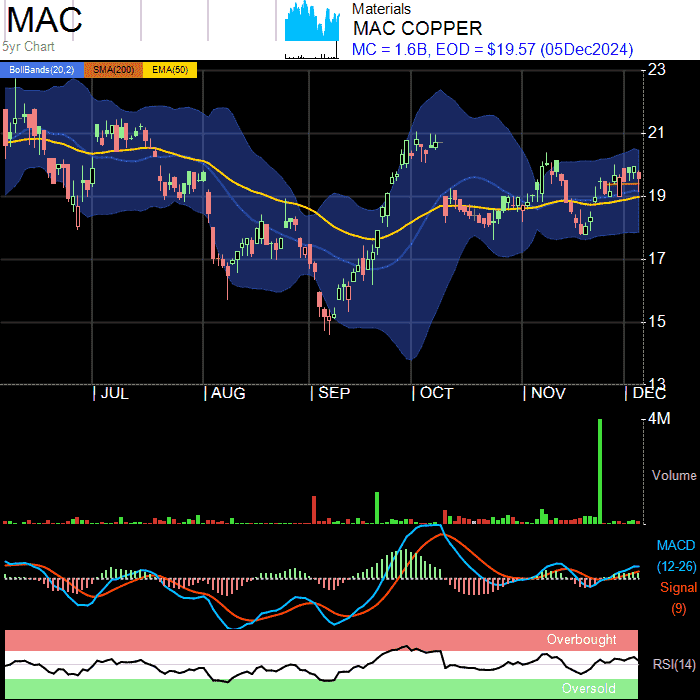 MAC
5yr Chart
Materials
MAC COPPER
MC = 1.6B, EOD = $19.57 (05Dec2024)
BollBands(20,2) SMA(200) EMA(50)
23
21
19
17
15
13
JUL AUG SEP OCT NOV DEC
4M
Volume
MACD
(12-26)
Signal
(9)
Overbought
RSI(14)
Oversold